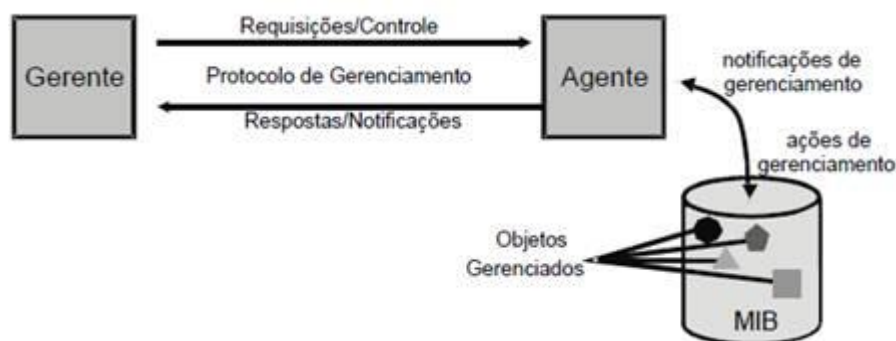 Requisições/Controle
Gerente
Protocolo de Gerenciamento
Agente
Respostas/Notificações
notificações de
gerenciamento
ações de
gerenciamento
Objetos
Gerenciados
MIB